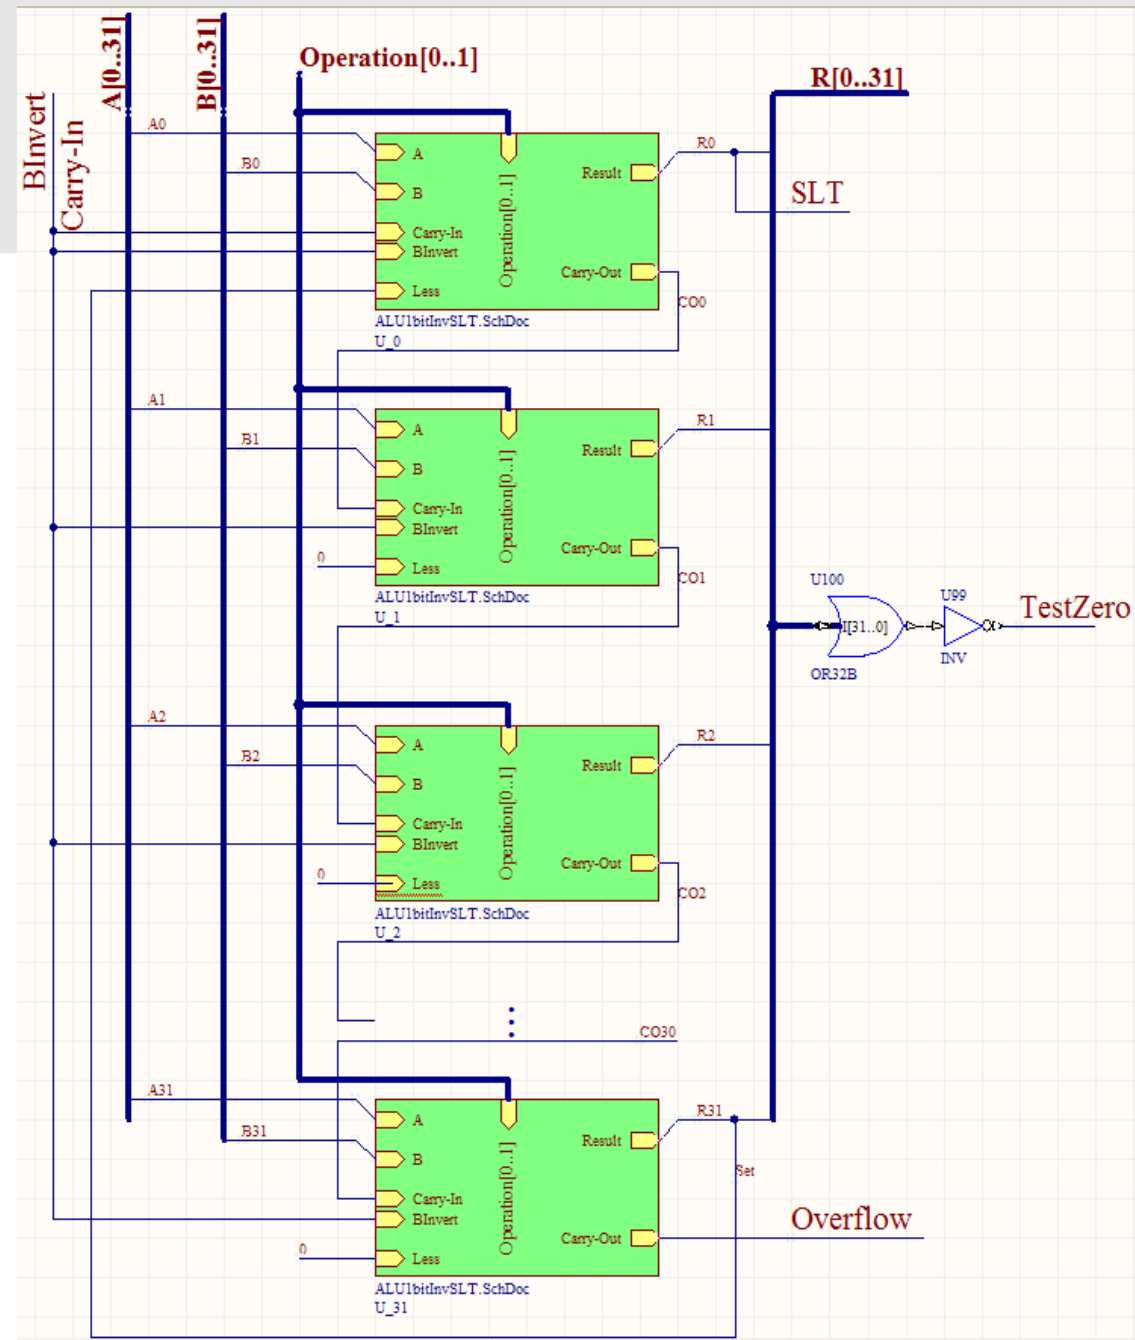 A[0..31]
B[0..31]
Operation[0..1]
R[0..31]
BInvert
Carry-In
A0
B0
A
B
Carry-In
BInvert
Less
Operation[0..1]
Result
Carry-Out
R0
SLT
CO0
ALU1bitInvSLT.SchDoc
U_0
A1
B1
A
B
Carry-In
BInvert
0
Less
Operation[0..1]
Result
Carry-Out
R1
CO1
ALU1bitInvSLT.SchDoc
U_1
U100
I[31..0]
OR32B
U99
INV
TestZero
A2
B2
A
B
Carry-In
BInvert
0
Less
Operation[0..1]
Result
Carry-Out
R2
CO2
ALU1bitInvSLT.SchDoc
U_2
CO30
A31
B31
A
B
Carry-In
BInvert
0
Less
Operation[0..1]
Result
Carry-Out
R31
Set
Overflow
ALU1bitInvSLT.SchDoc
U_31